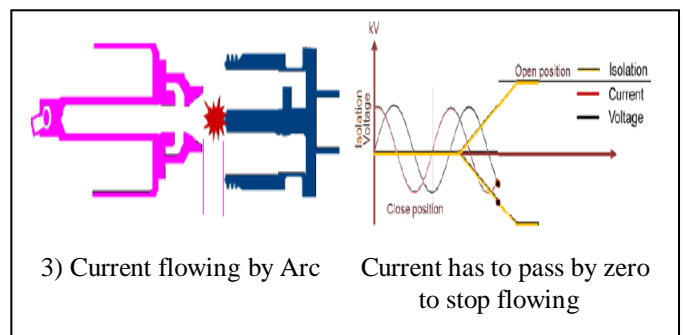 kV
Isolation
Voltage
Open position
Isolation
Current
Voltage
Close position
3) Current flowing by Arc
Current has to pass by zero
to stop flowing